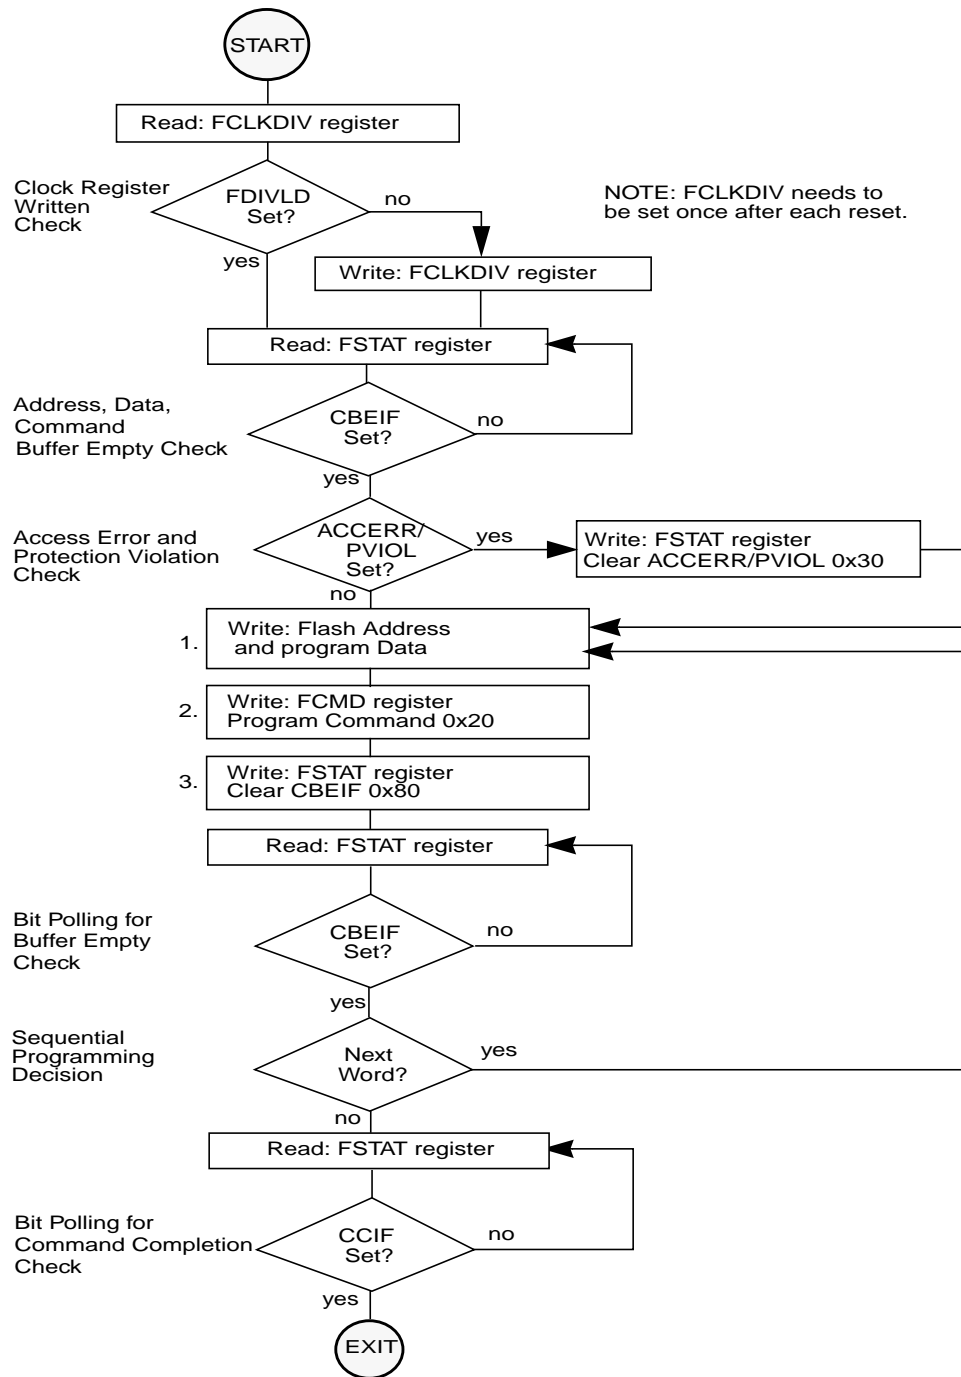 START
Read: FCLKDIV register
Clock Register
Written
Check
FDIVLD
Set?
no
yes
NOTE: FCLKDIV needs to
be set once after each reset.
Write: FCLKDIV register
Read: FSTAT register
Address, Data,
Command
Buffer Empty Check
CBEIF
Set?
no
yes
Access Error and
Protection Violation
Check
ACCERR/
PVIOL
Set?
yes
no
Write: FSTAT register
Clear ACCERR/PVIOL 0x30
1.
Write: Flash Address
and program Data
2.
Write: FCMD register
Program Command 0x20
3.
Write: FSTAT register
Clear CBEIF 0x80
Read: FSTAT register
Bit Polling for
Buffer Empty
Check
CBEIF
Set?
no
yes
Sequential
Programming
Decision
Next
Word?
yes
no
Read: FSTAT register
Bit Polling for
Command Completion
Check
CCIF
Set?
no
yes
EXIT